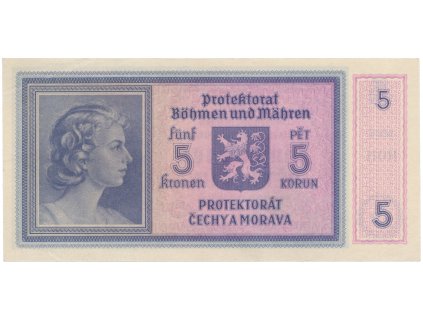 Protektorat
Böhmen und Mähren
fünf PĚT
5 5
kronen KORUN
PROTEKTORÁT
ČECHY A MORAVA
5
5